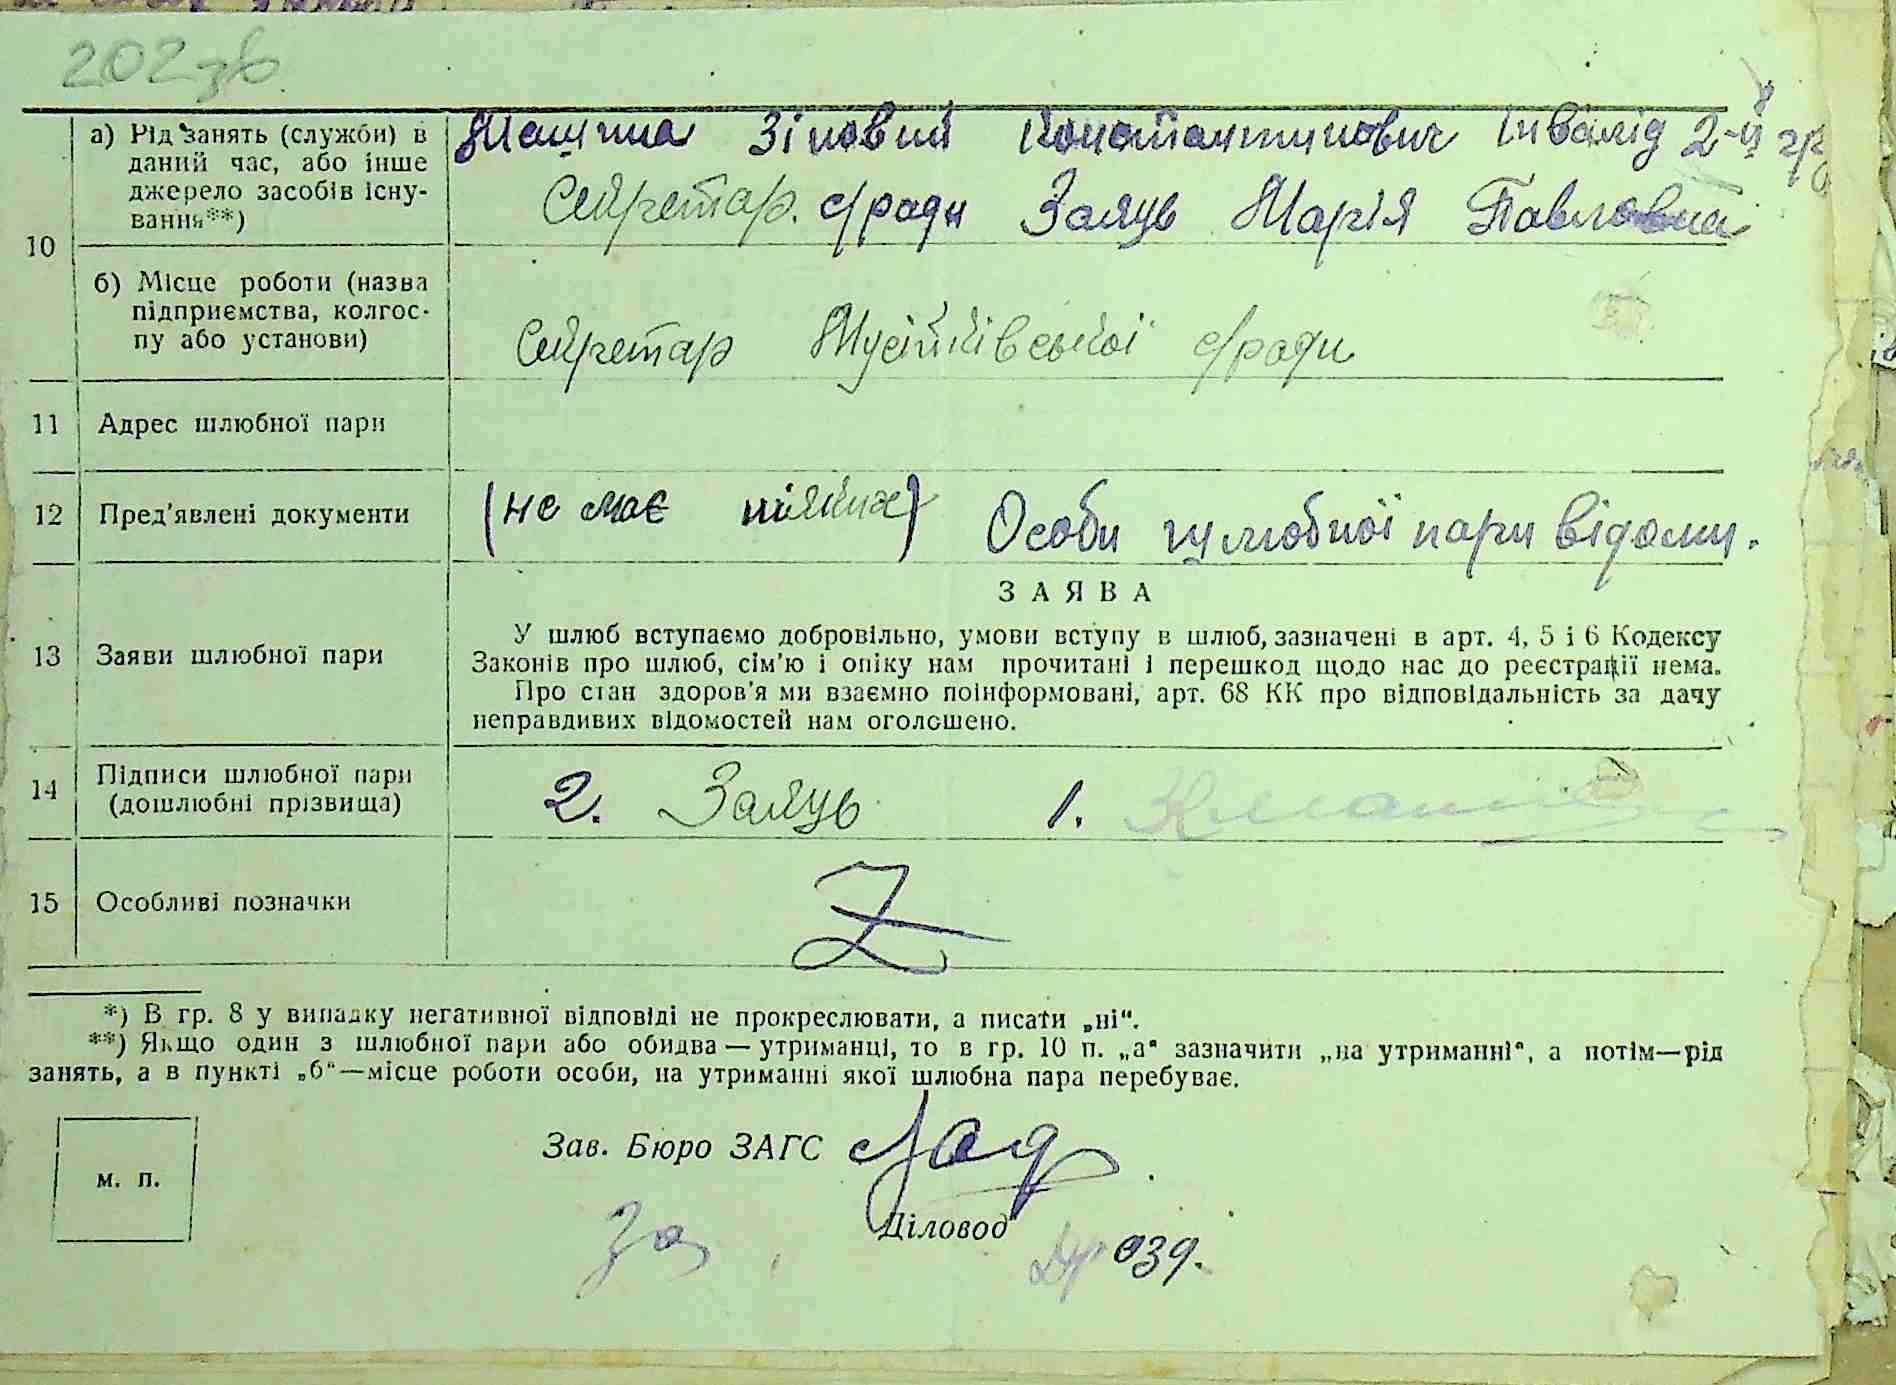 202 зв
10
а) Рід занять (служби) в даний час, або інше джерело засобів існування**)
Зіновий Константинович Інвалід 2-ї гр
Секретар с/ради Заяць Марія Павловна
б) Місце роботи (назва підприємства, колгоспу або установи)
Секретар Мусійківської с/ради
11 Адрес шлюбної пари
12 Пред'явлені документи (не має ніяких) Особи шлюбної пари відоми.
13 Заяви шлюбної пари
ЗАЯВА
У шлюб вступаємо добровільно, умови вступу в шлюб, зазначені в арт. 4, 5 і 6 Кодексу
Законів про шлюб, сім'ю і опіку нам прочитані і перешкод щодо нас до реєстрації нема.
Про стан здоров'я ми взаємно поінформовані, арт. 68 КК про відповідальність за дачу
неправдивих відомостей нам оголошено.
14 Підписи шлюбної пари
(дошлюбні прізвища)
2. Заяць 1.
15 Особливі позначки Z
*) В гр. 8 у випадку негативної відповіді не прокреслювати, а писати „ні“.
**) Якщо один з шлюбної пари або обидва — утриманці, то в гр. 10 п. „а“ зазначити „на утриманні“, а потім—рід
занять, а в пункті „б“—місце роботи особи, на утриманні якої шлюбна пара перебуває.
м. п.
Зав. Бюро ЗАГС
За Діловод